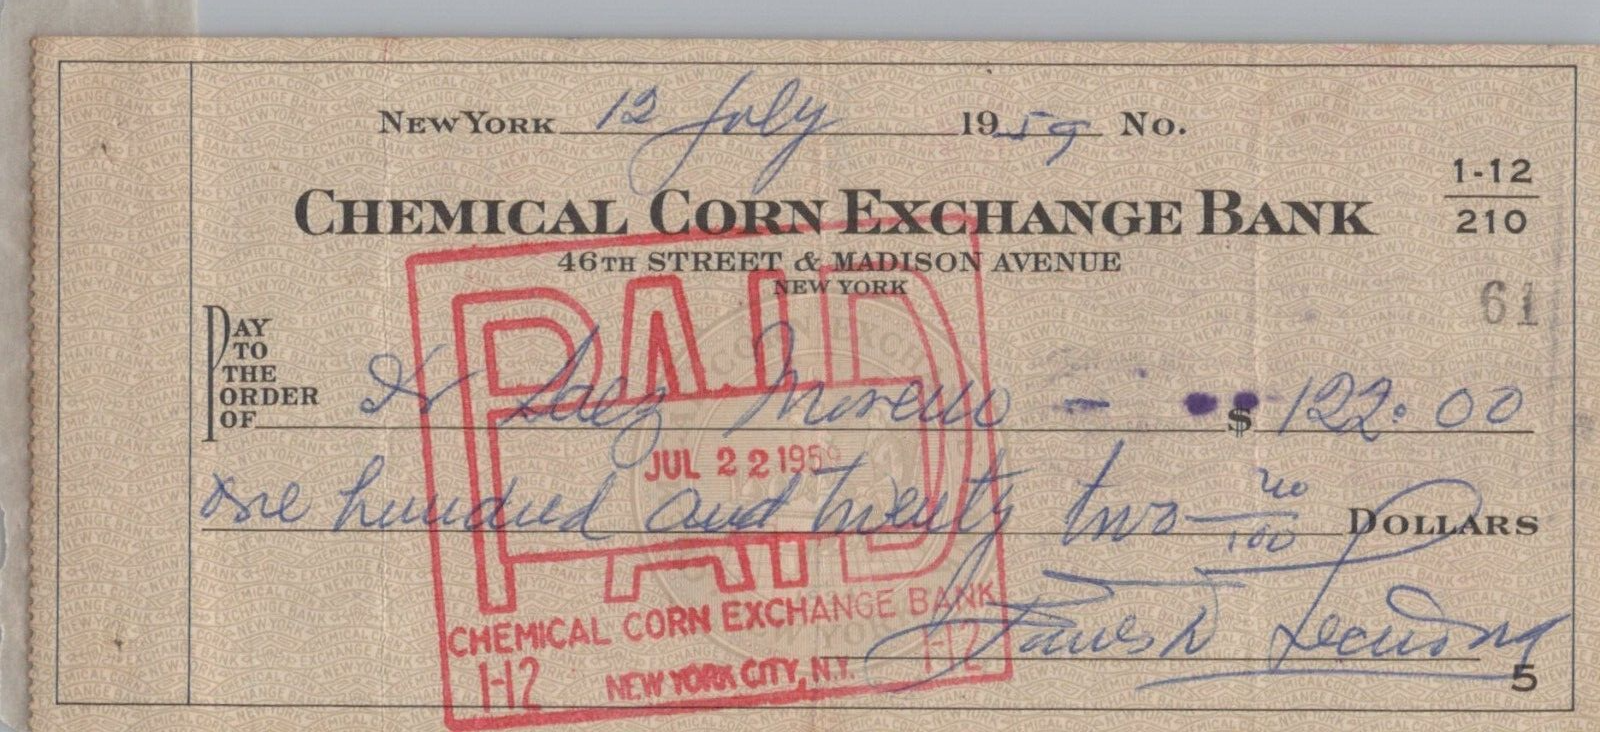 New York 12 July 1959 No.
1-12
210
CHEMICAL CORN EXCHANGE BANK
46TH STREET & MADISON AVENUE
NEW YORK
61
PAY
TO
THE
ORDER
OF Dr Saez Moreno — $ 122:00
JUL 22 1959
one hundred and twenty two no/100 DOLLARS
PAID
CHEMICAL CORN EXCHANGE BANK
1-12 NEW YORK CITY, N.Y. 1-12
5